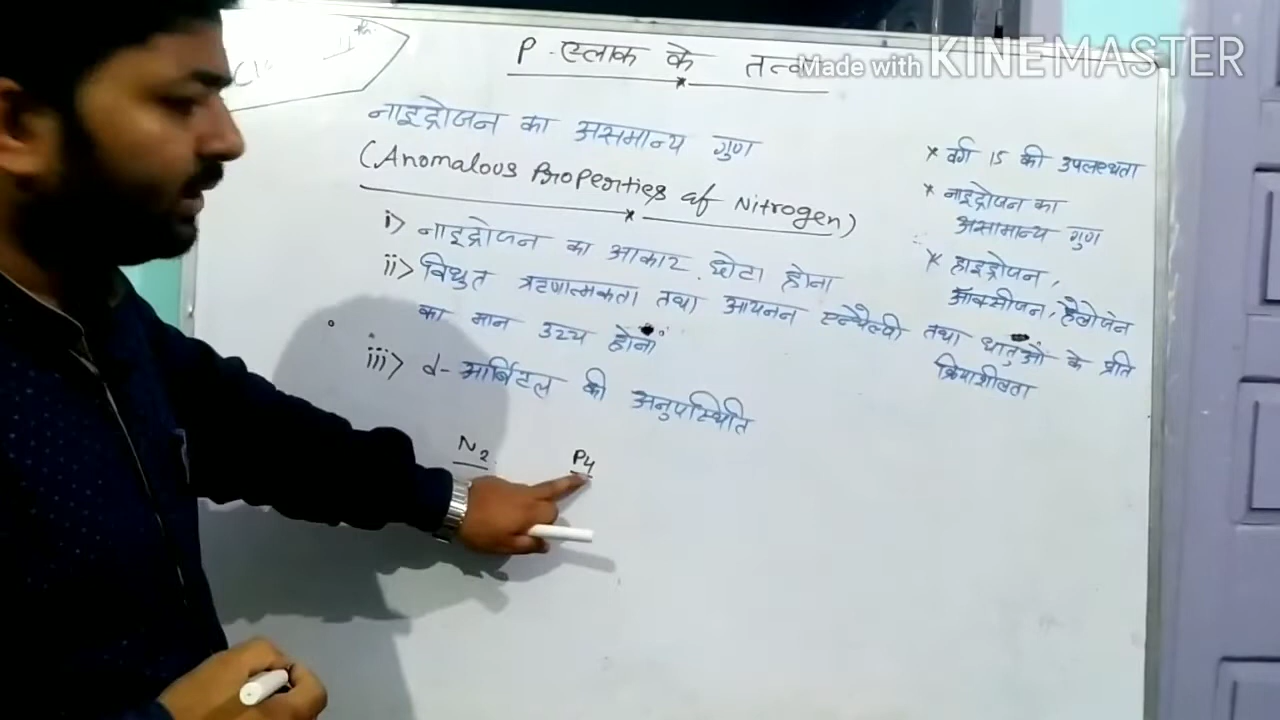 P-ब्लाक के तत्व
Made with KINEMASTER
नाइट्रोजन का असमान्य गुण
(Anomalous Properties of Nitrogen)
i> नाइट्रोजन का आकार छोटा होना
ii> विधुत ऋणात्मकता तथा आयनन एन्थैल्पी
का मान उच्च होना
iii> d-आर्बिटल की अनुपस्थिति
N2 P4
* वर्ग 15 की उपलब्धता
* नाइट्रोजन का
असामान्य गुण
* हाइड्रोजन,
ऑक्सीजन, हैलोजेन
तथा धातुओं के प्रति
क्रियाशीलता